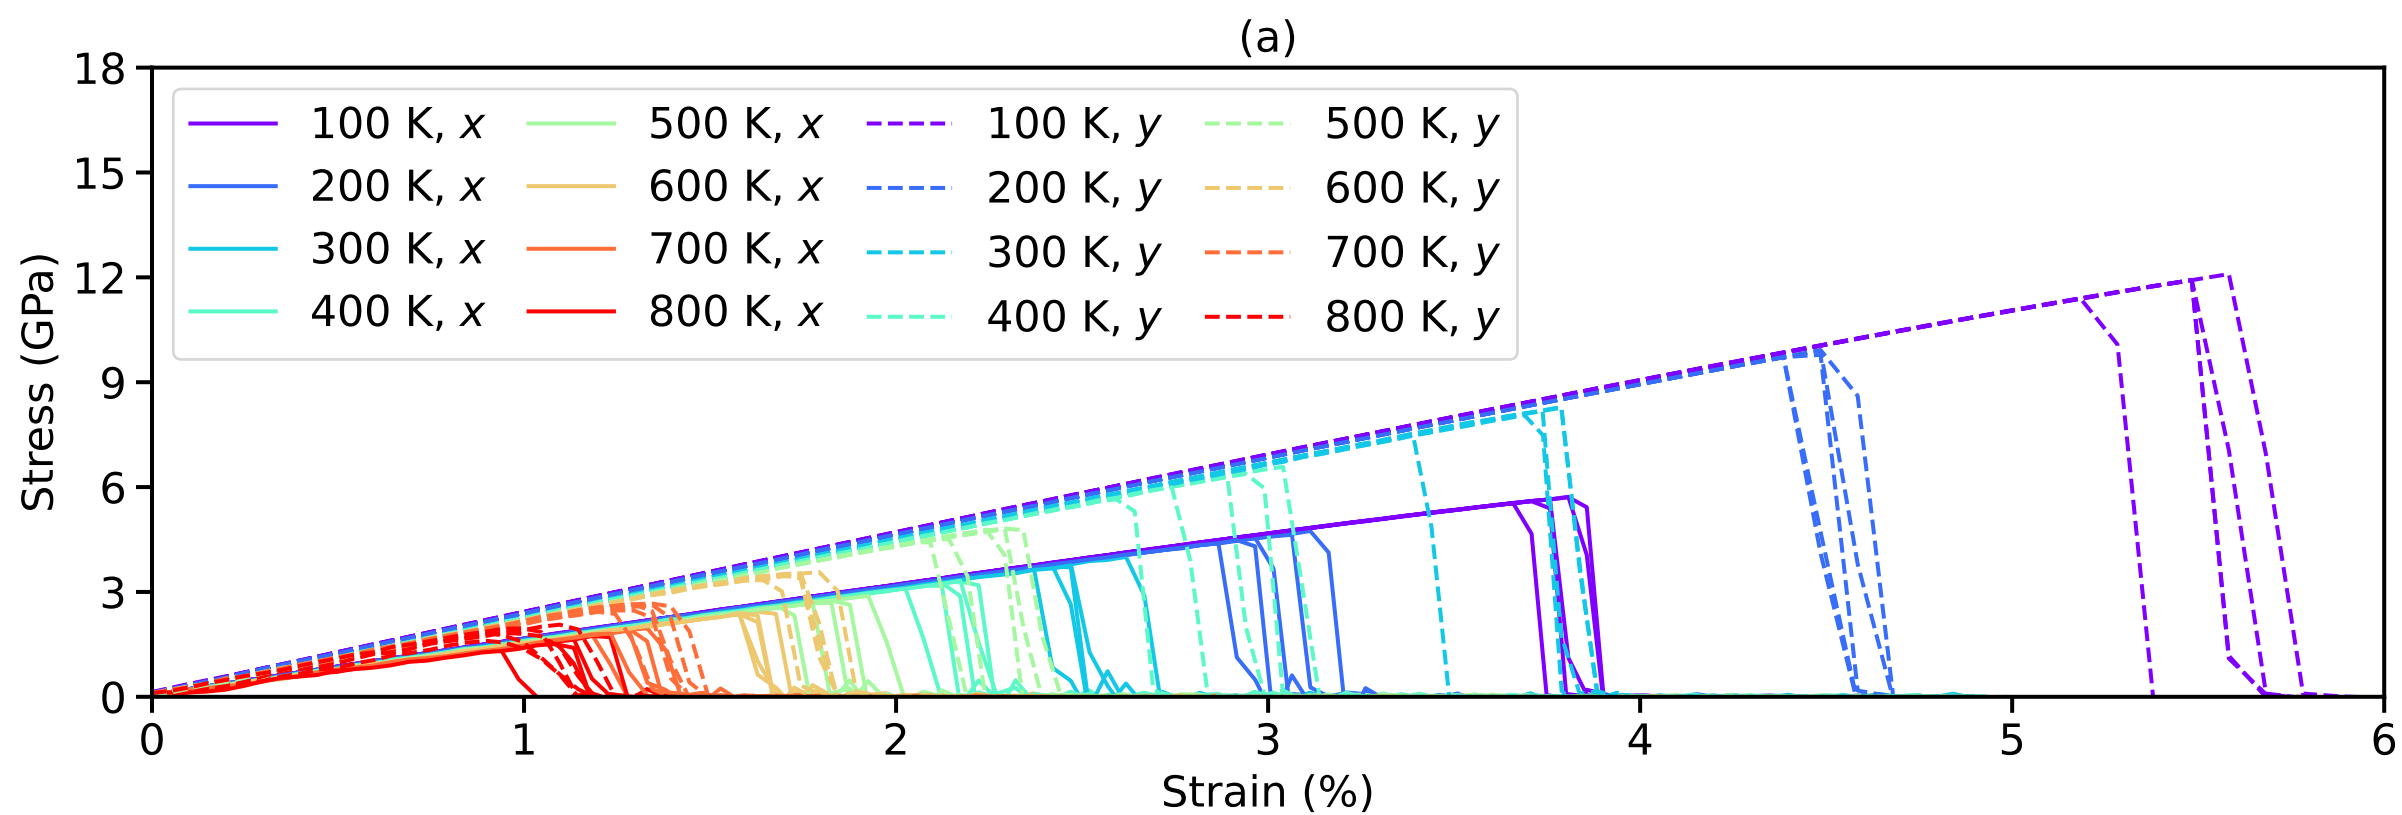 (a)
18
15
12
9
6
3
0
Stress (GPa)
100 K, x
200 K, x
300 K, x
400 K, x
500 K, x
600 K, x
700 K, x
800 K, x
100 K, y
200 K, y
300 K, y
400 K, y
500 K, y
600 K, y
700 K, y
800 K, y
0 1 2 3 4 5 6
Strain (%)